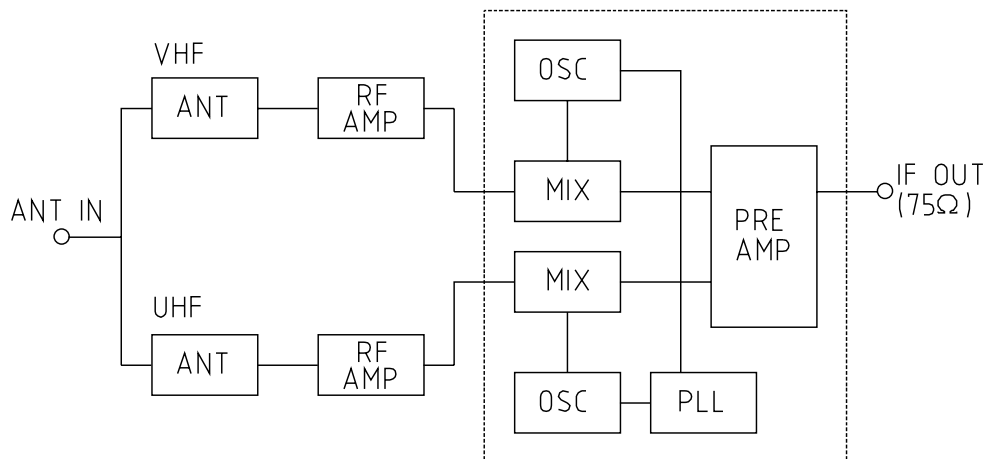 VHF
ANT
RF
AMP
OSC
MIX
ANT IN
IF OUT
(75Ω)
PRE
AMP
MIX
UHF
ANT
RF
AMP
OSC
PLL